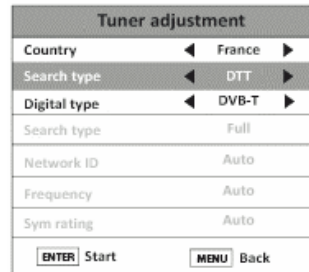 Tuner adjustment
Country ◀ France ▶
Search type ◀ DTT ▶
Digital type ◀ DVB-T ▶
Search type Full
Network ID Auto
Frequency Auto
Sym rating Auto
ENTER Start MENU Back